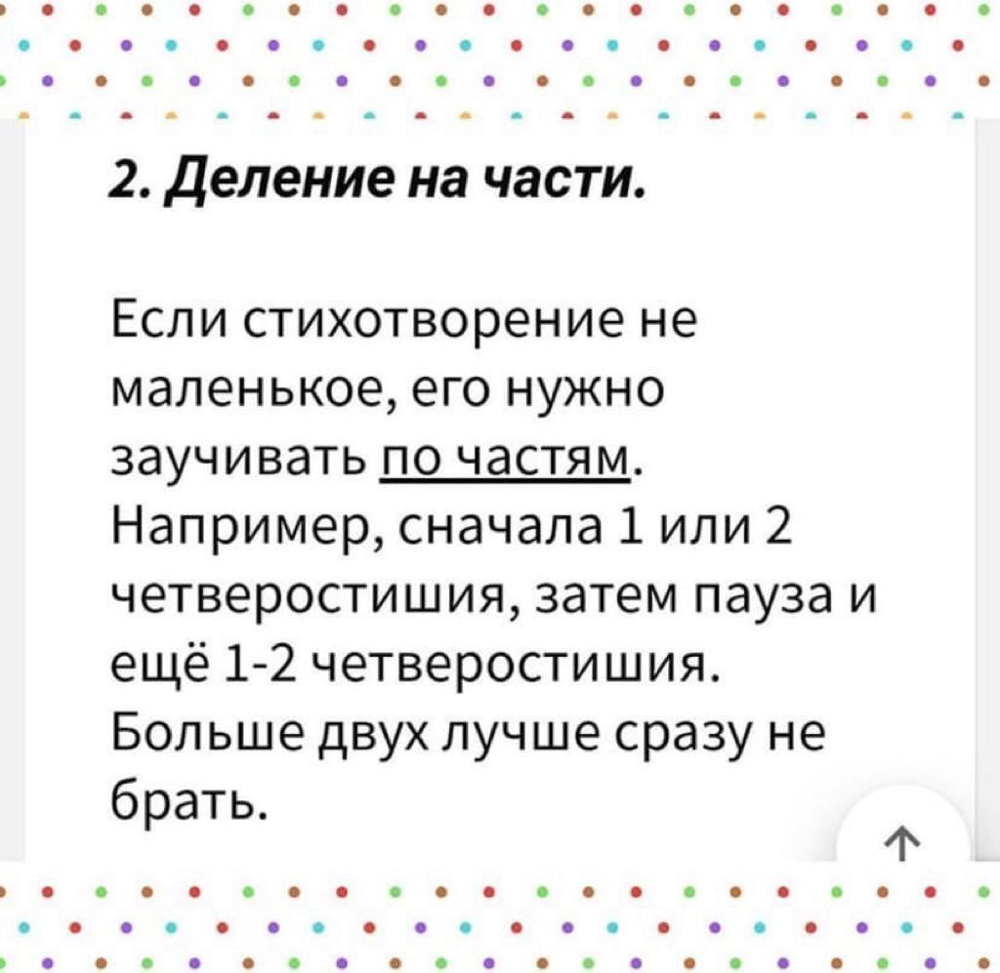 2. Деление на части.
Если стихотворение не
маленькое, его нужно
заучивать по частям.
Например, сначала 1 или 2
четверостишия, затем пауза и
ещё 1-2 четверостишия.
Больше двух лучше сразу не
брать.